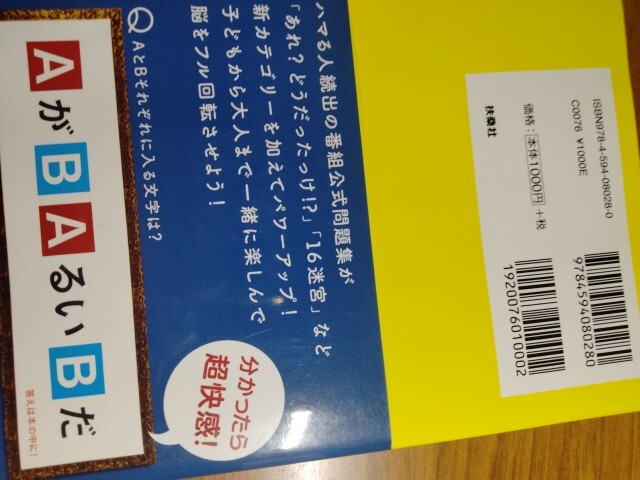 ISBN978-4-594-08028-0
C0076 ¥1000E
価格:本体1000円+税
扶桑社
9784594080280
1920076010002
ハマる人続出の番組公式問題集が
「あれ?どうだったっけ!?」「16迷宮」など
新カテゴリーを加えてパワーアップ!
子どもから大人まで一緒に楽しんで
脳をフル回転させよう!
分かったら
超快感!
Q AとBそれぞれに入る文字は?
AがBAるいBだ
答えは本の中に!